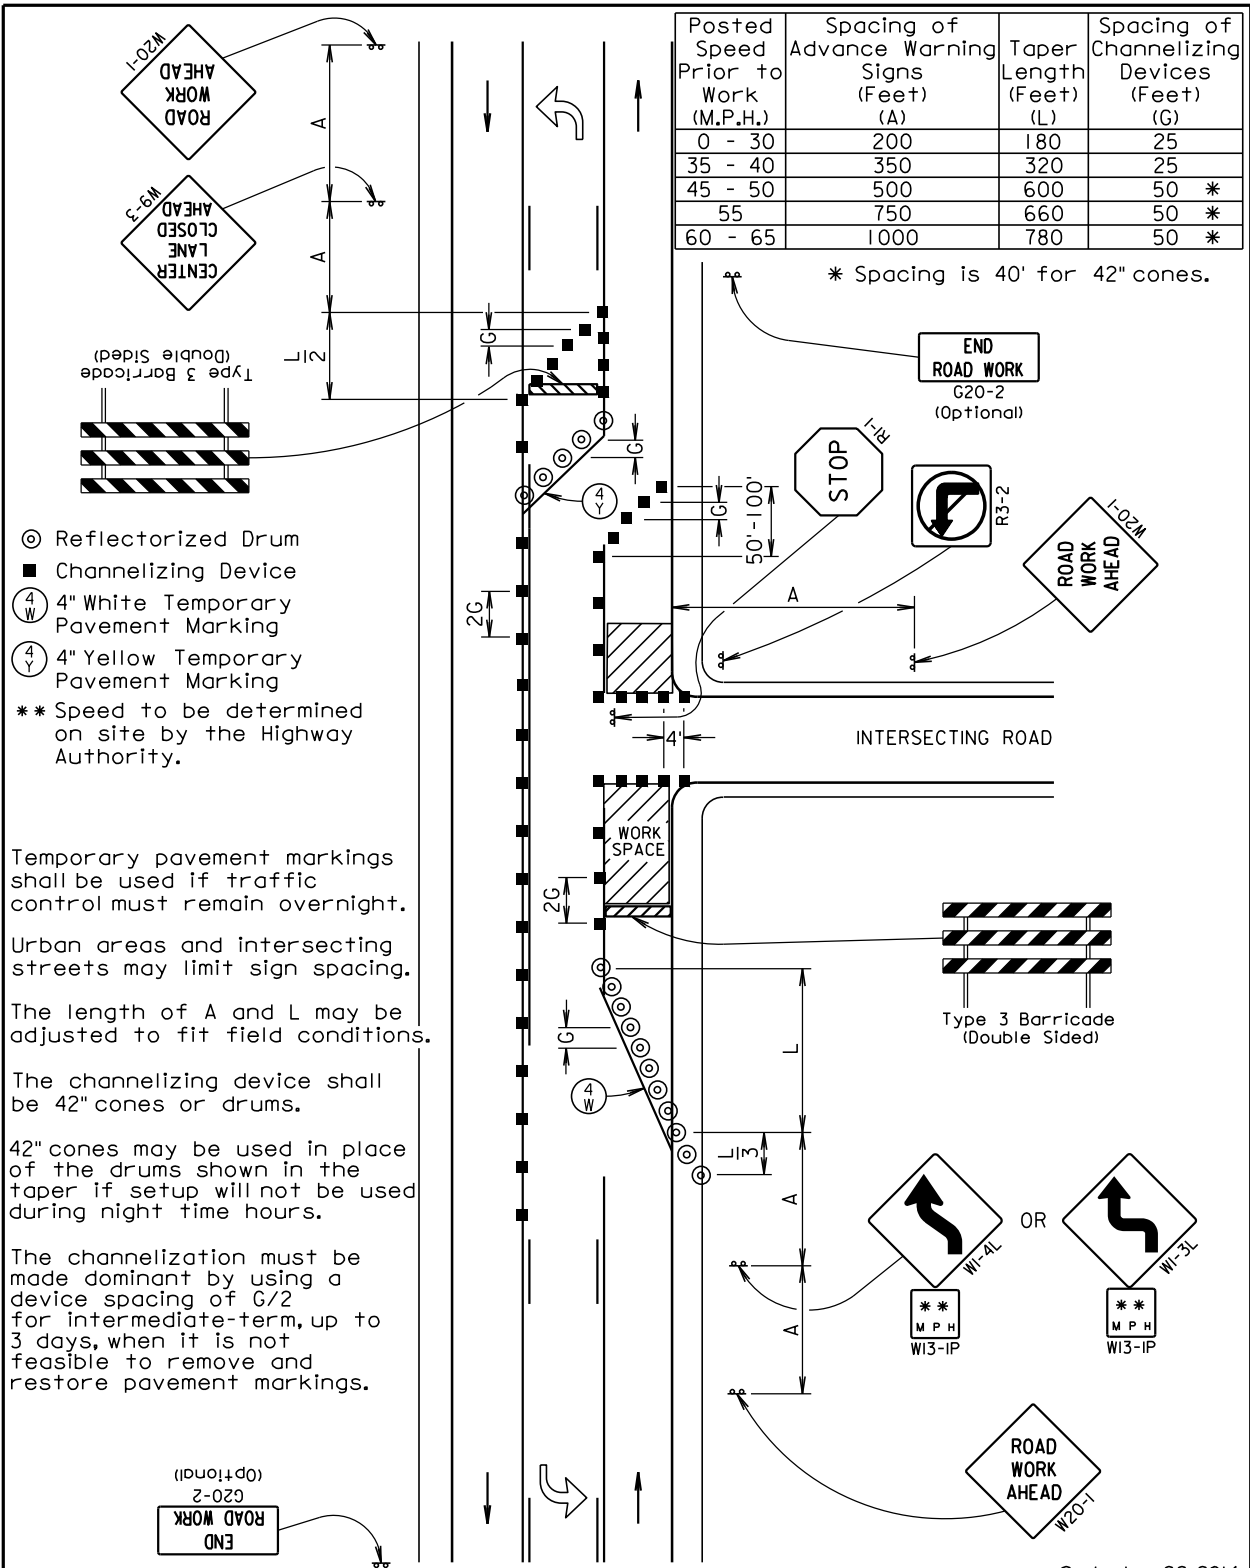 Posted Speed Prior to Work (M.P.H.)
Spacing of Advance Warning Signs (Feet) (A)
Taper Length (Feet) (L)
Spacing of Channelizing Devices (Feet) (G)
0 - 30 200 180 25
35 - 40 350 320 25
45 - 50 500 600 50 *
55 750 660 50 *
60 - 65 1000 780 50 *
* Spacing is 40' for 42" cones.
W20-1
ROAD
WORK
AHEAD
A
W9-3
CENTER
LANE
CLOSED
AHEAD
A
L
2
G
Type 3 Barricade
(Double Sided)
END
ROAD WORK
G20-2
(Optional)
STOP
R1-1
R3-2
W20-1
ROAD
WORK
AHEAD
G
4
Y
G
50'-100'
A
2G
Reflectorized Drum
Channelizing Device
4
W
4" White Temporary
Pavement Marking
4
Y
4" Yellow Temporary
Pavement Marking
** Speed to be determined
on site by the Highway
Authority.
4'
INTERSECTING ROAD
WORK
SPACE
2G
Temporary pavement markings
shall be used if traffic
control must remain overnight.
Urban areas and intersecting
streets may limit sign spacing.
The length of A and L may be
adjusted to fit field conditions.
The channelizing device shall
be 42" cones or drums.
42" cones may be used in place
of the drums shown in the
taper if setup will not be used
during night time hours.
The channelization must be
made dominant by using a
device spacing of G/2
for intermediate-term, up to
3 days, when it is not
feasible to remove and
restore pavement markings.
Type 3 Barricade
(Double Sided)
G
L
4
W
L
3
A
A
W1-4L
OR
W1-3L
**
M P H
W13-1P
**
M P H
W13-1P
ROAD
WORK
AHEAD
W20-1
END
ROAD WORK
G20-2
(Optional)